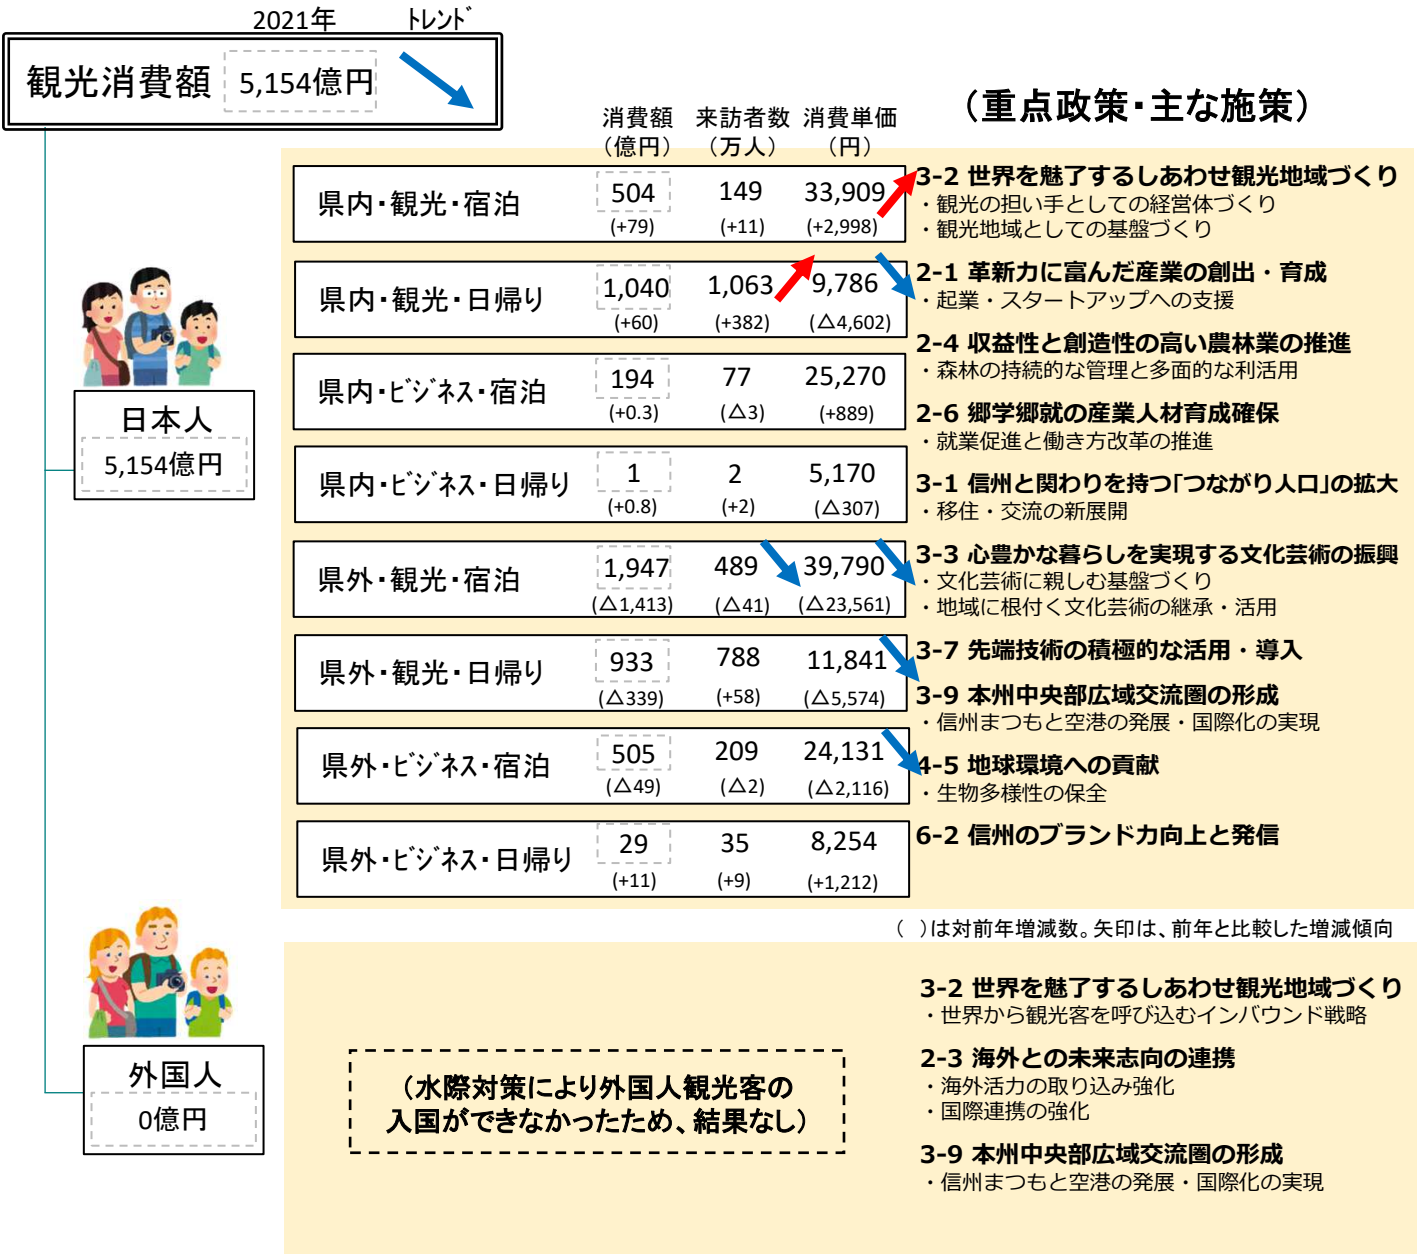 2021年 ﾄﾚﾝﾄﾞ
観光消費額 5,154億円
（重点政策・主な施策）
消費額 来訪者数 消費単価
（億円） （万人） （円）
県内・観光・宿泊 504 149 33,909
(+79) (+11) (+2,998)
県内・観光・日帰り 1,040 1,063 9,786
(+60) (+382) (△4,602)
県内・ﾋﾞｼﾞﾈｽ・宿泊 194 77 25,270
(+0.3) (△3) (+889)
県内・ﾋﾞｼﾞﾈｽ・日帰り 1 2 5,170
(+0.8) (+2) (△307)
県外・観光・宿泊 1,947 489 39,790
(△1,413) (△41) (△23,561)
県外・観光・日帰り 933 788 11,841
(△339) (+58) (△5,574)
県外・ﾋﾞｼﾞﾈｽ・宿泊 505 209 24,131
(△49) (△2) (△2,116)
県外・ﾋﾞｼﾞﾈｽ・日帰り 29 35 8,254
(+11) (+9) (+1,212)
日本人
5,154億円
3-2 世界を魅了するしあわせ観光地域づくり
・観光の担い手としての経営体づくり
・観光地域としての基盤づくり
2-1 革新力に富んだ産業の創出・育成
・起業・スタートアップへの支援
2-4 収益性と創造性の高い農林業の推進
・森林の持続的な管理と多面的な利活用
2-6 郷学郷就の産業人材育成確保
・就業促進と働き方改革の推進
3-1 信州と関わりを持つ「つながり人口」の拡大
・移住・交流の新展開
3-3 心豊かな暮らしを実現する文化芸術の振興
・文化芸術に親しむ基盤づくり
・地域に根付く文化芸術の継承・活用
3-7 先端技術の積極的な活用・導入
3-9 本州中央部広域交流圏の形成
・信州まつもと空港の発展・国際化の実現
4-5 地球環境への貢献
・生物多様性の保全
6-2 信州のブランド力向上と発信
（ ）は対前年増減数。矢印は、前年と比較した増減傾向
外国人
0億円
（水際対策により外国人観光客の
入国ができなかったため、結果なし）
3-2 世界を魅了するしあわせ観光地域づくり
・世界から観光客を呼び込むインバウンド戦略
2-3 海外との未来志向の連携
・海外活力の取り込み強化
・国際連携の強化
3-9 本州中央部広域交流圏の形成
・信州まつもと空港の発展・国際化の実現